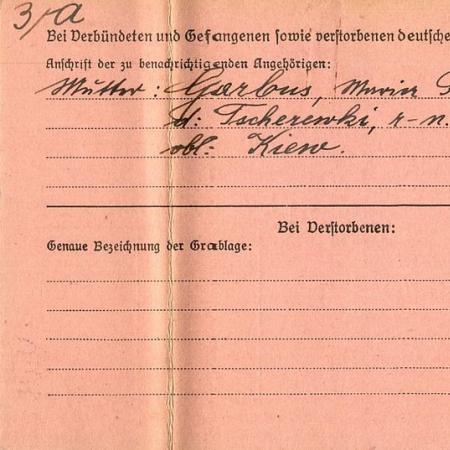 3/a
Bei Verbündeten und Gefangenen sowie verstorbenen deutsche
Anschrift der zu benachrichtigenden Angehörigen:
Mutter: Garbus, Maria
d: Tscherewki, r-n.
obl. Kiew.
Bei Verstorbenen:
Genaue Bezeichnung der Grablage: